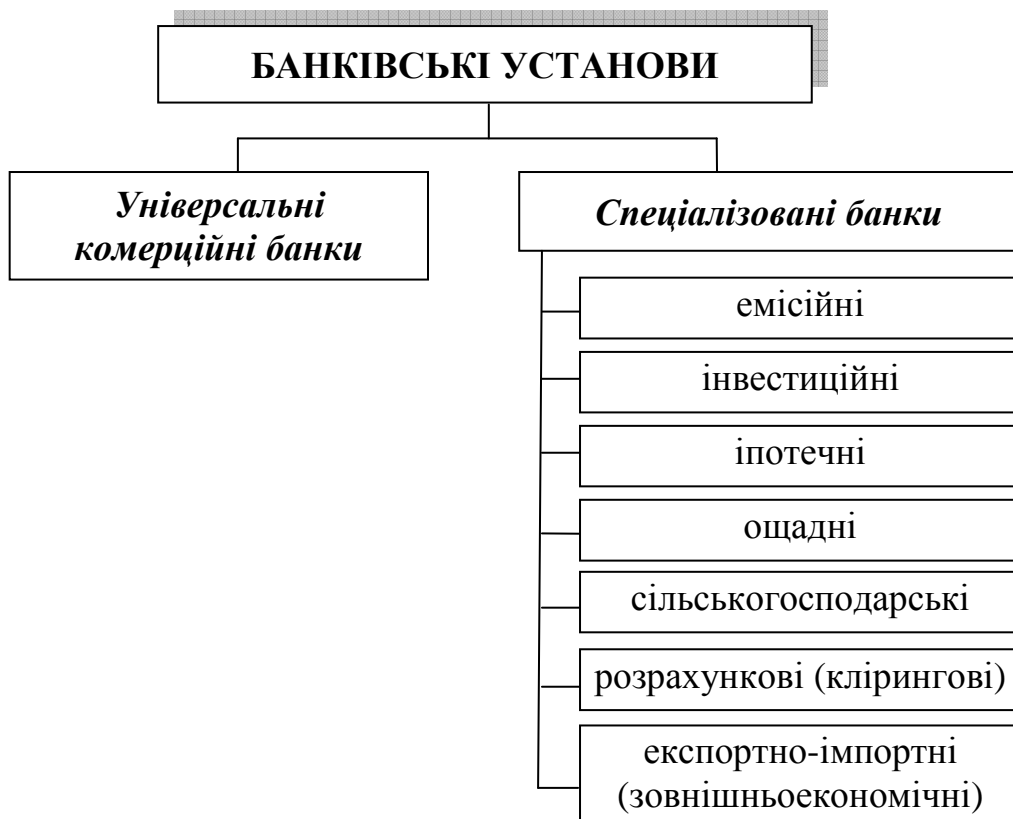 БАНКІВСЬКІ УСТАНОВИ
Універсальні
комерційні банки
Спеціалізовані банки
емісійні
інвестиційні
іпотечні
ощадні
сільськогосподарські
розрахункові (клірингові)
експортно-імпортні
(зовнішньоекономічні)